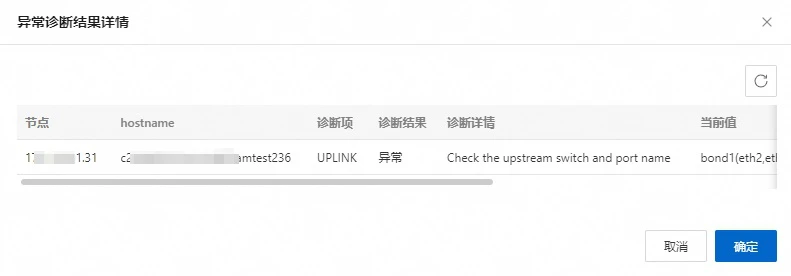 异常诊断结果详情
节点 hostname 诊断项 诊断结果 诊断详情 当前值
1.31 amtest236 UPLINK 异常 Check the upstream switch and port name bond1(eth2,eth
取消 确定